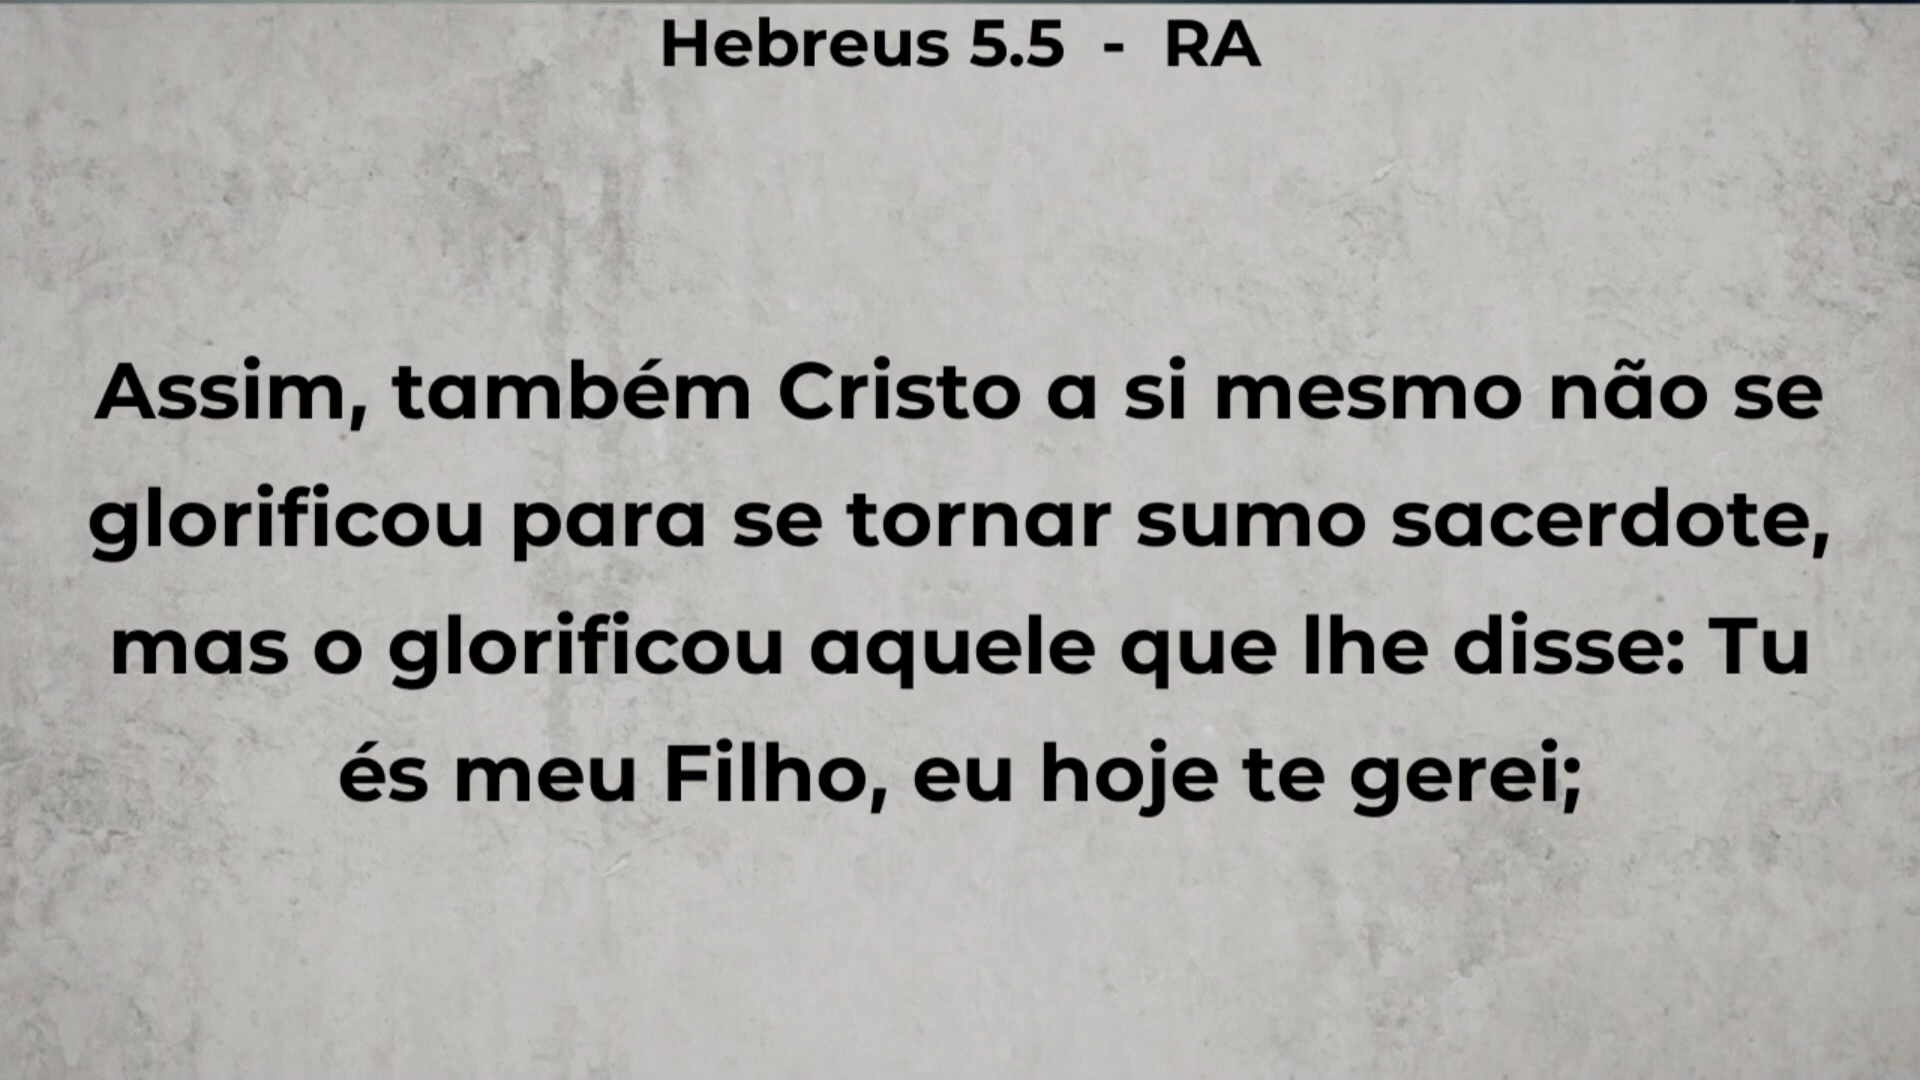 Hebreus 5.5 - RA
Assim, também Cristo a si mesmo não se
glorificou para se tornar sumo sacerdote,
mas o glorificou aquele que lhe disse: Tu
és meu Filho, eu hoje te gerei;